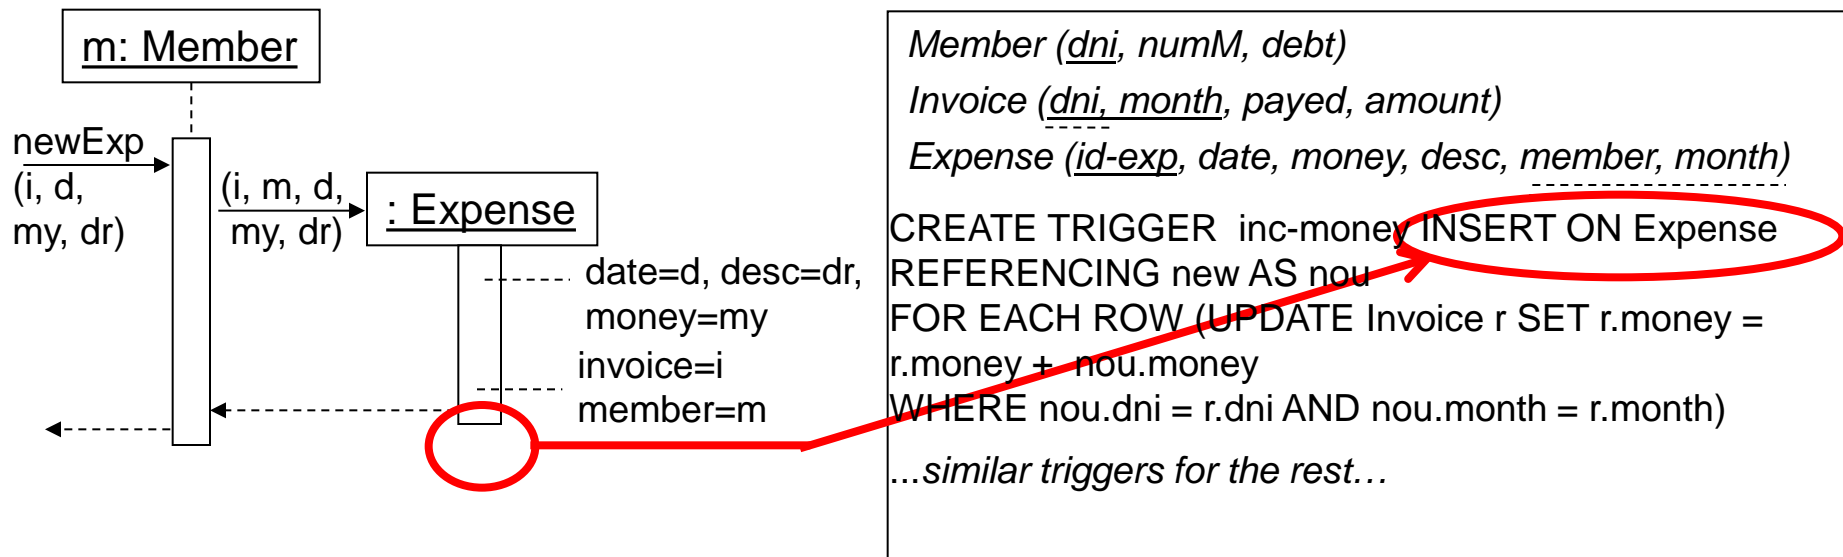 m: Member
newExp
(i, d,
my, dr)
(i, m, d,
my, dr)
: Expense
date=d, desc=dr,
money=my
invoice=i
member=m
Member (dni, numM, debt)
Invoice (dni, month, payed, amount)
Expense (id-exp, date, money, desc, member, month)
CREATE TRIGGER inc-money INSERT ON Expense
REFERENCING new AS nou
FOR EACH ROW (UPDATE Invoice r SET r.money =
r.money + nou.money
WHERE nou.dni = r.dni AND nou.month = r.month)
...similar triggers for the rest…